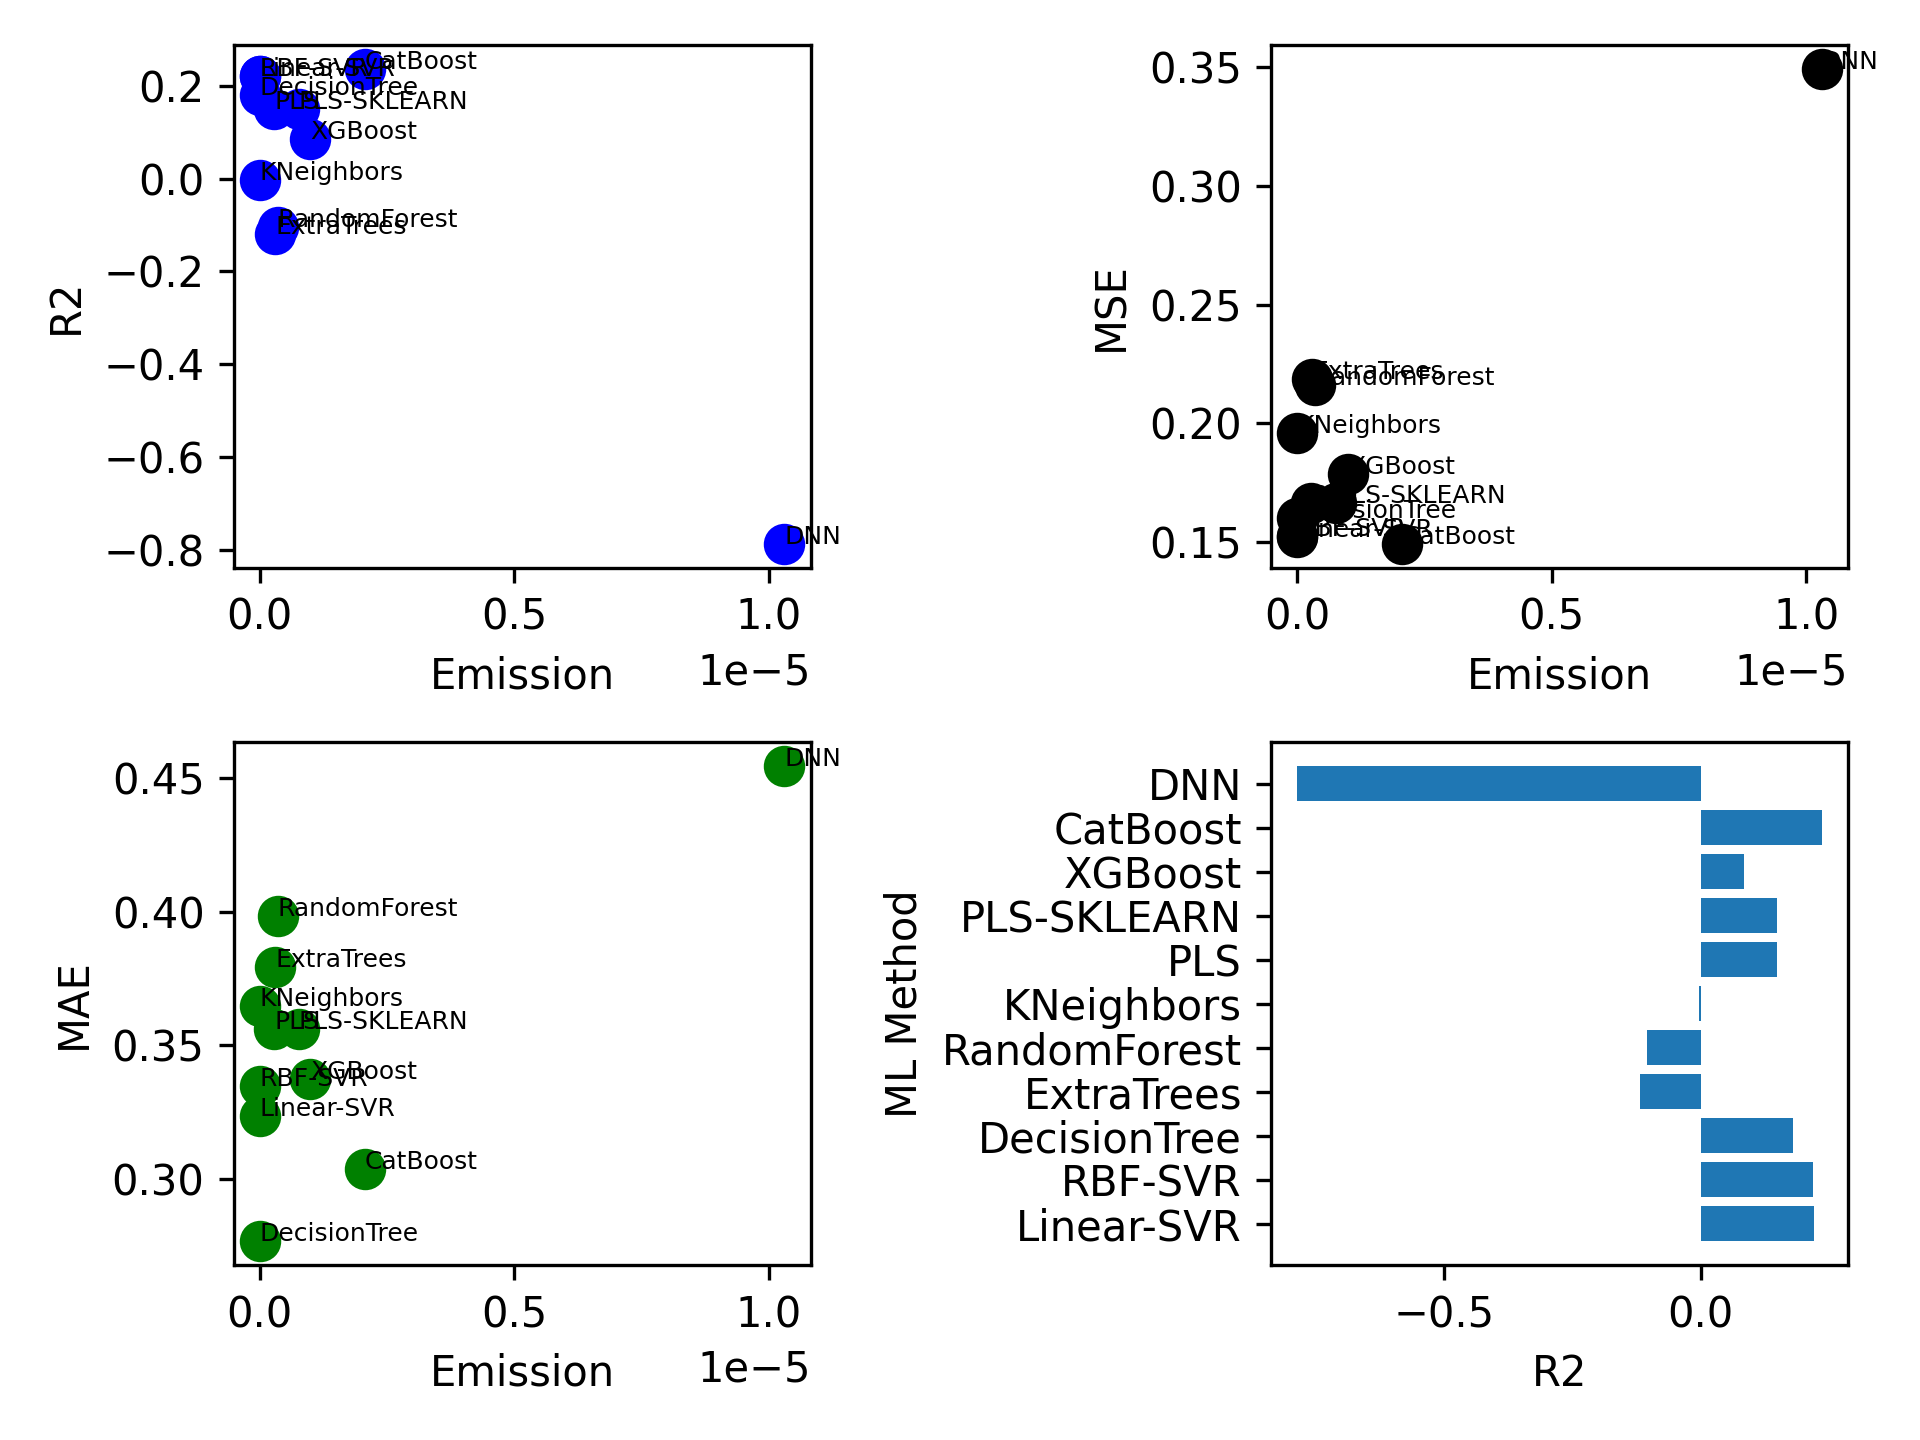 R2
0.2
0.0
−0.2
−0.4
−0.6
−0.8
CatBoost
RBF-SVR
Linear-SVR
DecisionTree
PLS
PLS-SKLEARN
XGBoost
KNeighbors
RandomForest
ExtraTrees
DNN
0.0 0.5 1.0
Emission 1e−5
MSE
0.35
0.30
0.25
0.20
0.15
DNN
ExtraTrees
RandomForest
KNeighbors
XGBoost
PLS-SKLEARN
DecisionTree
RBF-SVR
Linear-SVR
CatBoost
0.0 0.5 1.0
Emission 1e−5
MAE
0.45
0.40
0.35
0.30
DNN
RandomForest
ExtraTrees
KNeighbors
PLS
PLS-SKLEARN
XGBoost
RBF-SVR
Linear-SVR
CatBoost
DecisionTree
0.0 0.5 1.0
Emission 1e−5
ML Method
DNN
CatBoost
XGBoost
PLS-SKLEARN
PLS
KNeighbors
RandomForest
ExtraTrees
DecisionTree
RBF-SVR
Linear-SVR
−0.5 0.0
R2